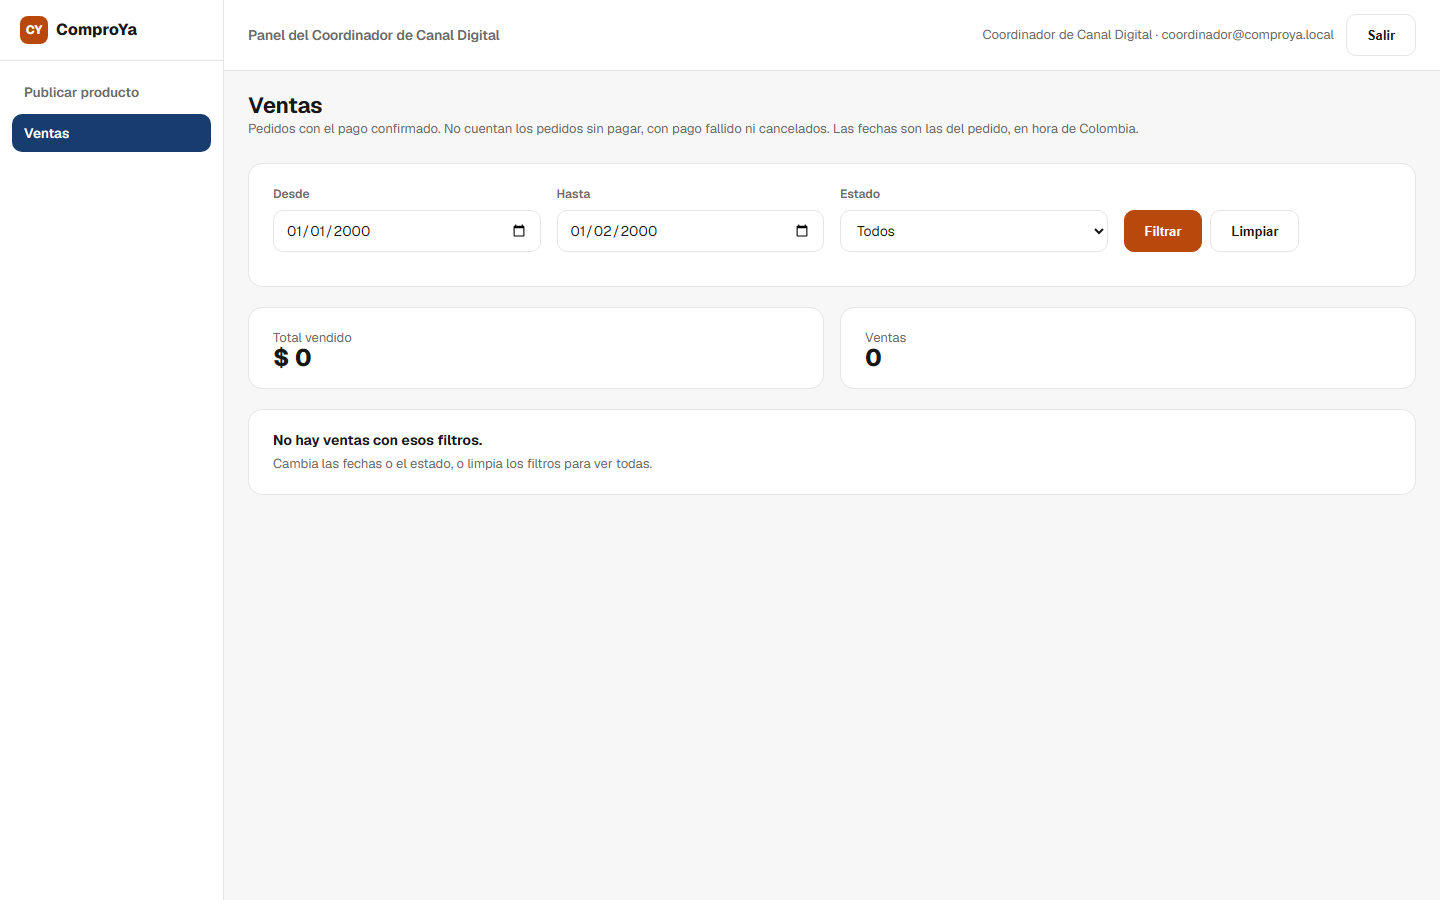 CY ComproYa
Panel del Coordinador de Canal Digital
Coordinador de Canal Digital · coordinador@comproya.local
Salir
Publicar producto
Ventas
Ventas
Pedidos con el pago confirmado. No cuentan los pedidos sin pagar, con pago fallido ni cancelados. Las fechas son las del pedido, en hora de Colombia.
Desde
Hasta
Estado
01/01/2000
01/02/2000
Todos
Filtrar
Limpiar
Total vendido
$ 0
Ventas
0
No hay ventas con esos filtros.
Cambia las fechas o el estado, o limpia los filtros para ver todas.